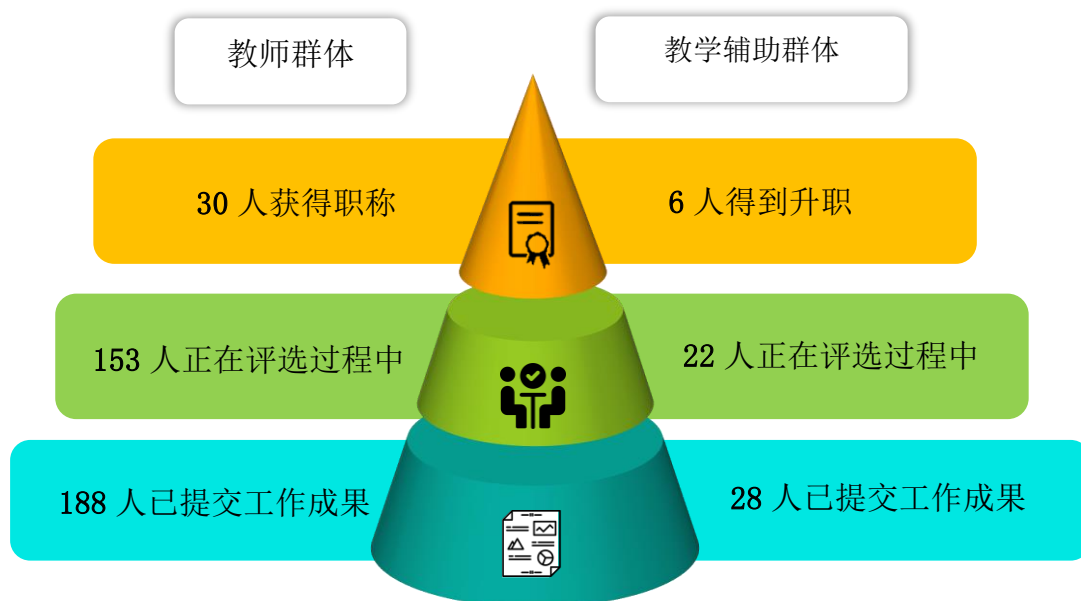 教师群体
教学辅助群体
30 人获得职称
6 人得到升职
153 人正在评选过程中
22 人正在评选过程中
188 人已提交工作成果
28 人已提交工作成果